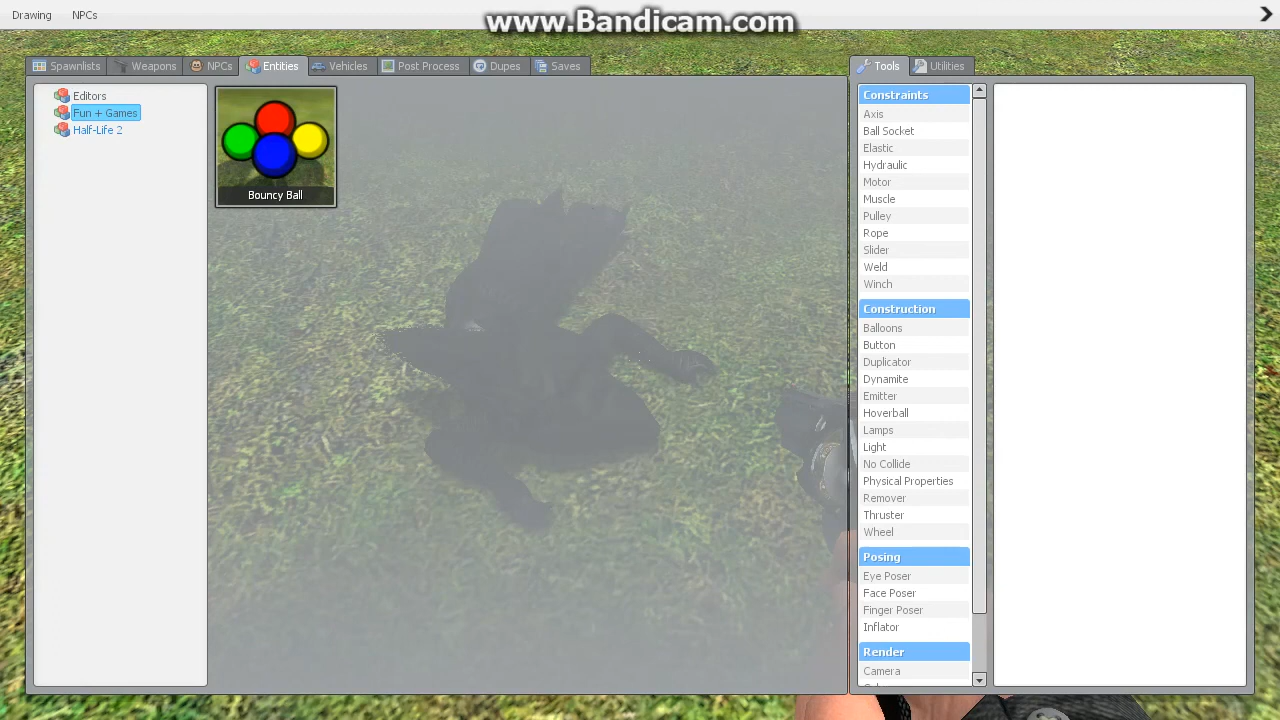 Drawing NPCs
www.Bandicam.com
Spawnlists Weapons NPCs Entities Vehicles Post Process Dupes Saves
Tools Utilities
Editors
Fun + Games
Half-Life 2
Bouncy Ball
Constraints
Axis
Ball Socket
Elastic
Hydraulic
Motor
Muscle
Pulley
Rope
Slider
Weld
Winch
Construction
Balloons
Button
Duplicator
Dynamite
Emitter
Hoverball
Lamps
Light
No Collide
Physical Properties
Remover
Thruster
Wheel
Posing
Eye Poser
Face Poser
Finger Poser
Inflator
Render
Camera